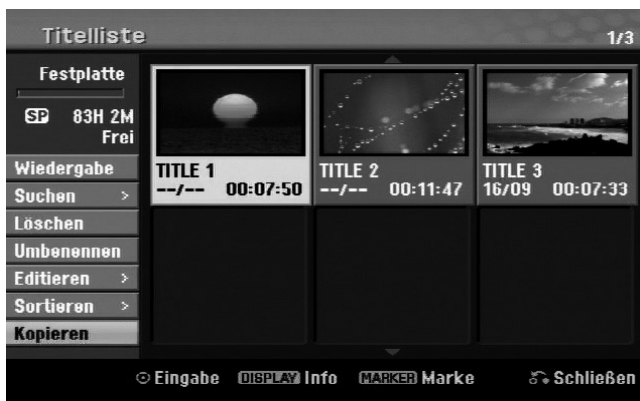 Titelliste
1/3
Festplatte
SP 83H 2M
Frei
Wiedergabe
Suchen >
Löschen
Umbenennen
Editieren >
Sortieren >
Kopieren
TITLE 1
--/-- 00:07:50
TITLE 2
--/-- 00:11:47
TITLE 3
16/09 00:07:33
Eingabe DISPLAY Info MARKER Marke Schließen